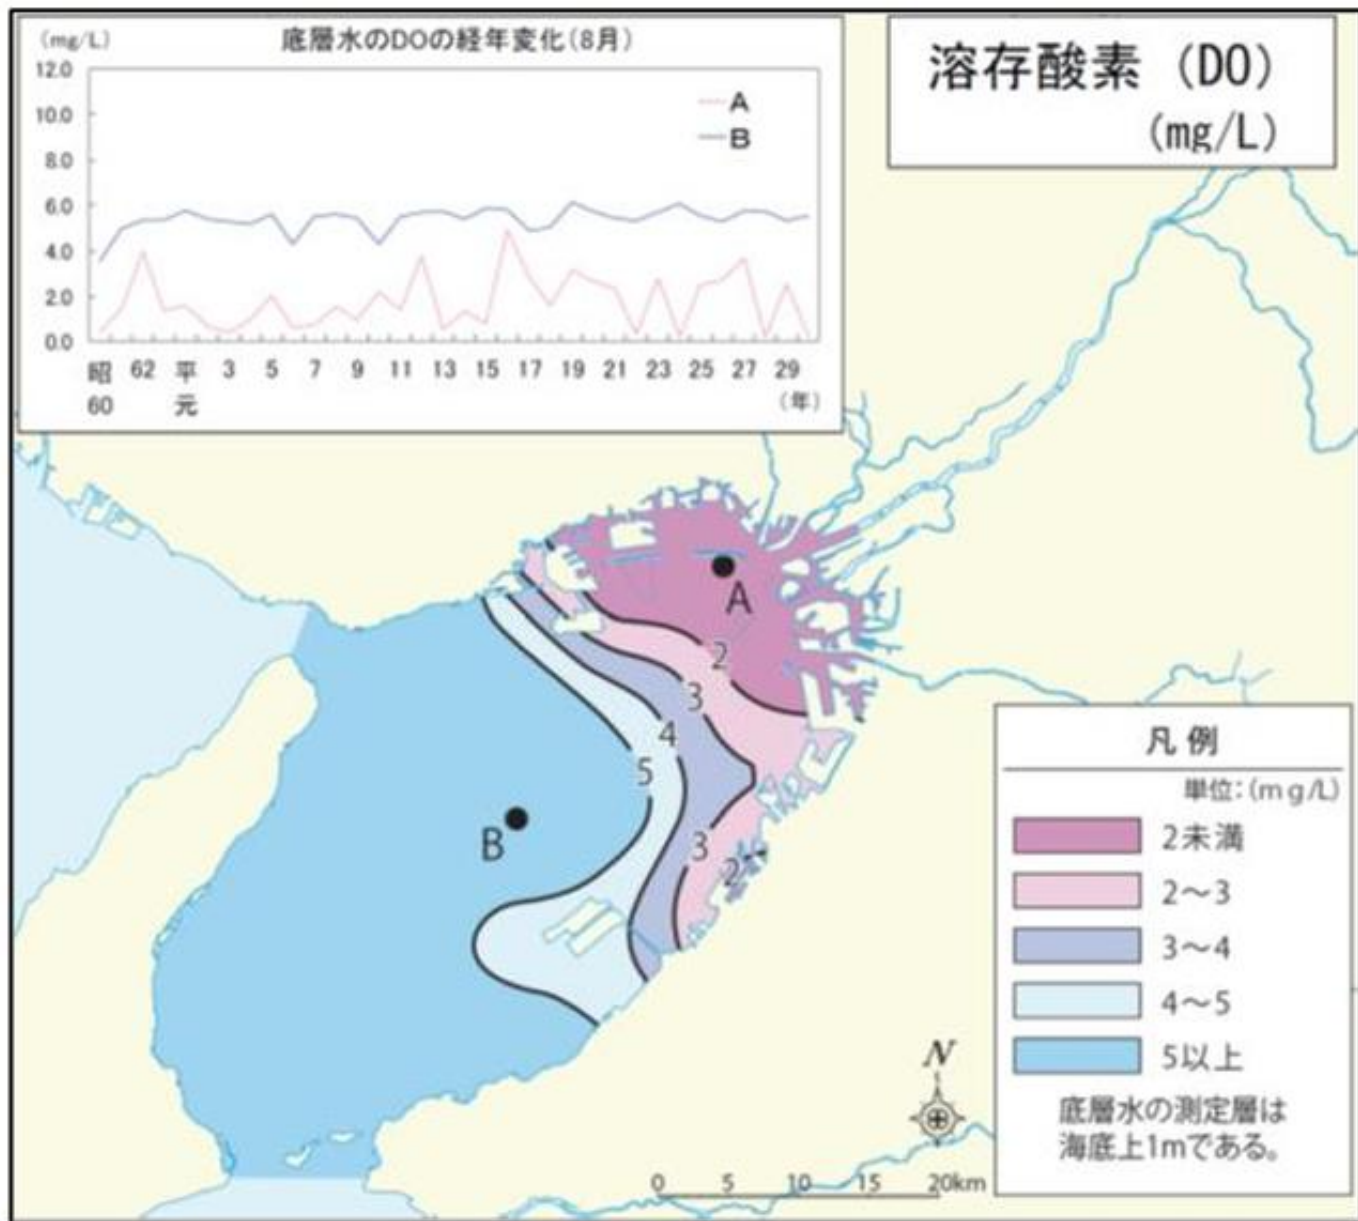 底層水のDOの経年変化(8月)
(mg/L)
12.0
10.0
8.0
6.0
4.0
2.0
0.0
A
B
昭 62 平 3 5 7 9 11 13 15 17 19 21 23 25 27 29
60 元 (年)
溶存酸素 (DO)
(mg/L)
A
2
3
4
5
B
3
2
凡例
単位:(mg/L)
2未満
2〜3
3〜4
4〜5
5以上
底層水の測定層は
海底上1mである。
N
0 5 10 15 20km